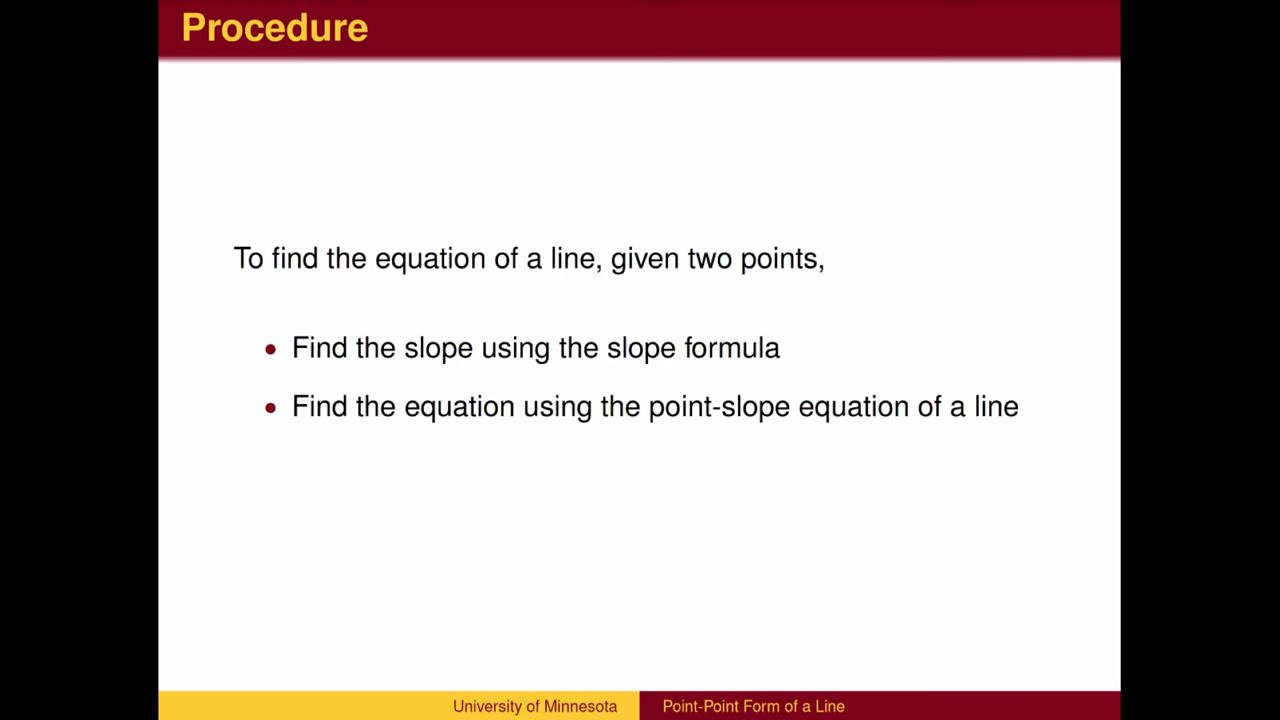 Procedure
To find the equation of a line, given two points,
• Find the slope using the slope formula
• Find the equation using the point-slope equation of a line
University of Minnesota
Point-Point Form of a Line